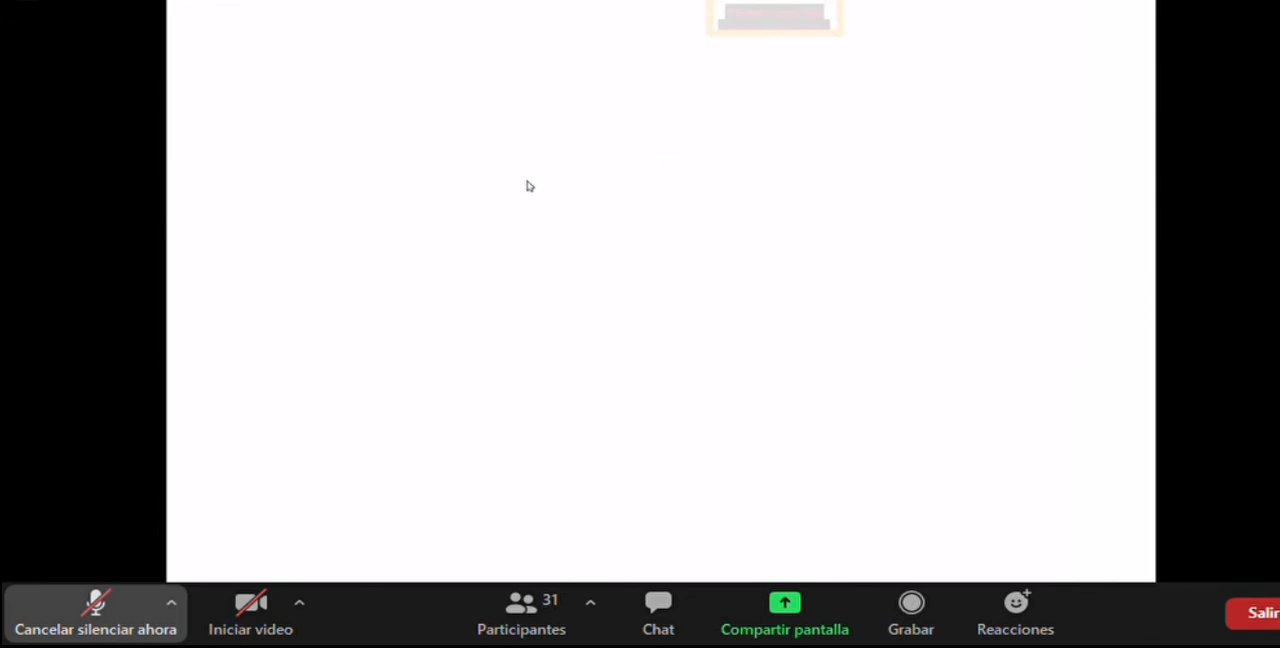 31
Cancelar silenciar ahora
Iniciar video
Participantes
Chat
Compartir pantalla
Grabar
Reacciones
Salir